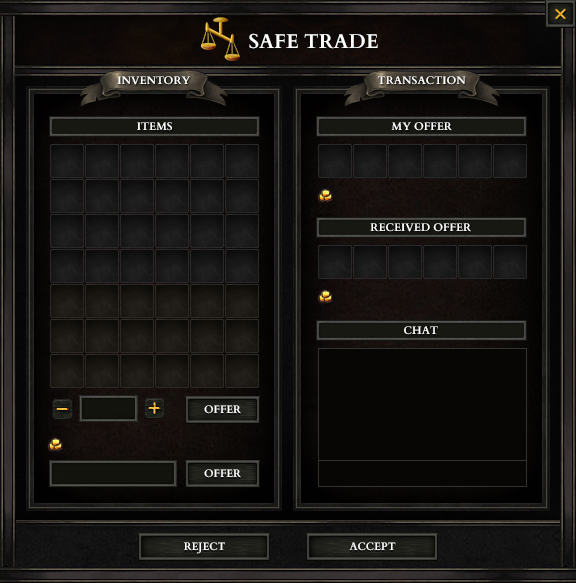 SAFE TRADE
INVENTORY
ITEMS
OFFER
OFFER
TRANSACTION
MY OFFER
RECEIVED OFFER
CHAT
REJECT
ACCEPT